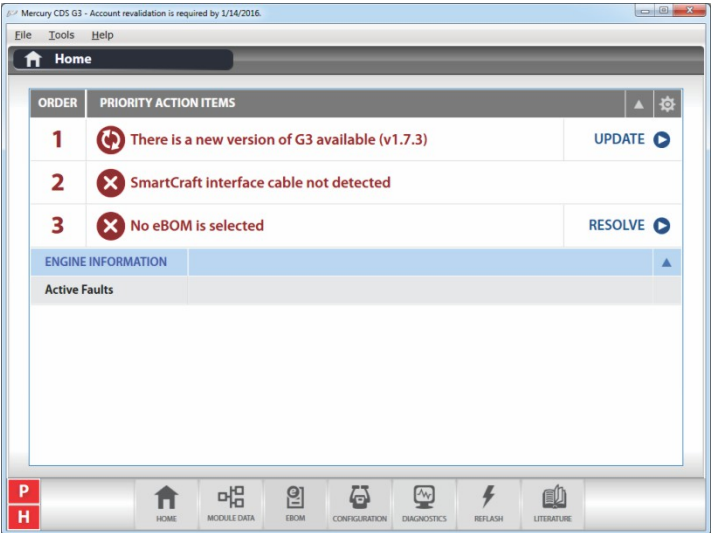 Mercury CDS G3 - Account revalidation is required by 1/14/2016.
File Tools Help
Home
ORDER PRIORITY ACTION ITEMS
1 There is a new version of G3 available (v1.7.3) UPDATE
2 SmartCraft interface cable not detected
3 No eBOM is selected RESOLVE
ENGINE INFORMATION
Active Faults
P
H
HOME MODULE DATA EBOM CONFIGURATION DIAGNOSTICS REFLASH LITERATURE